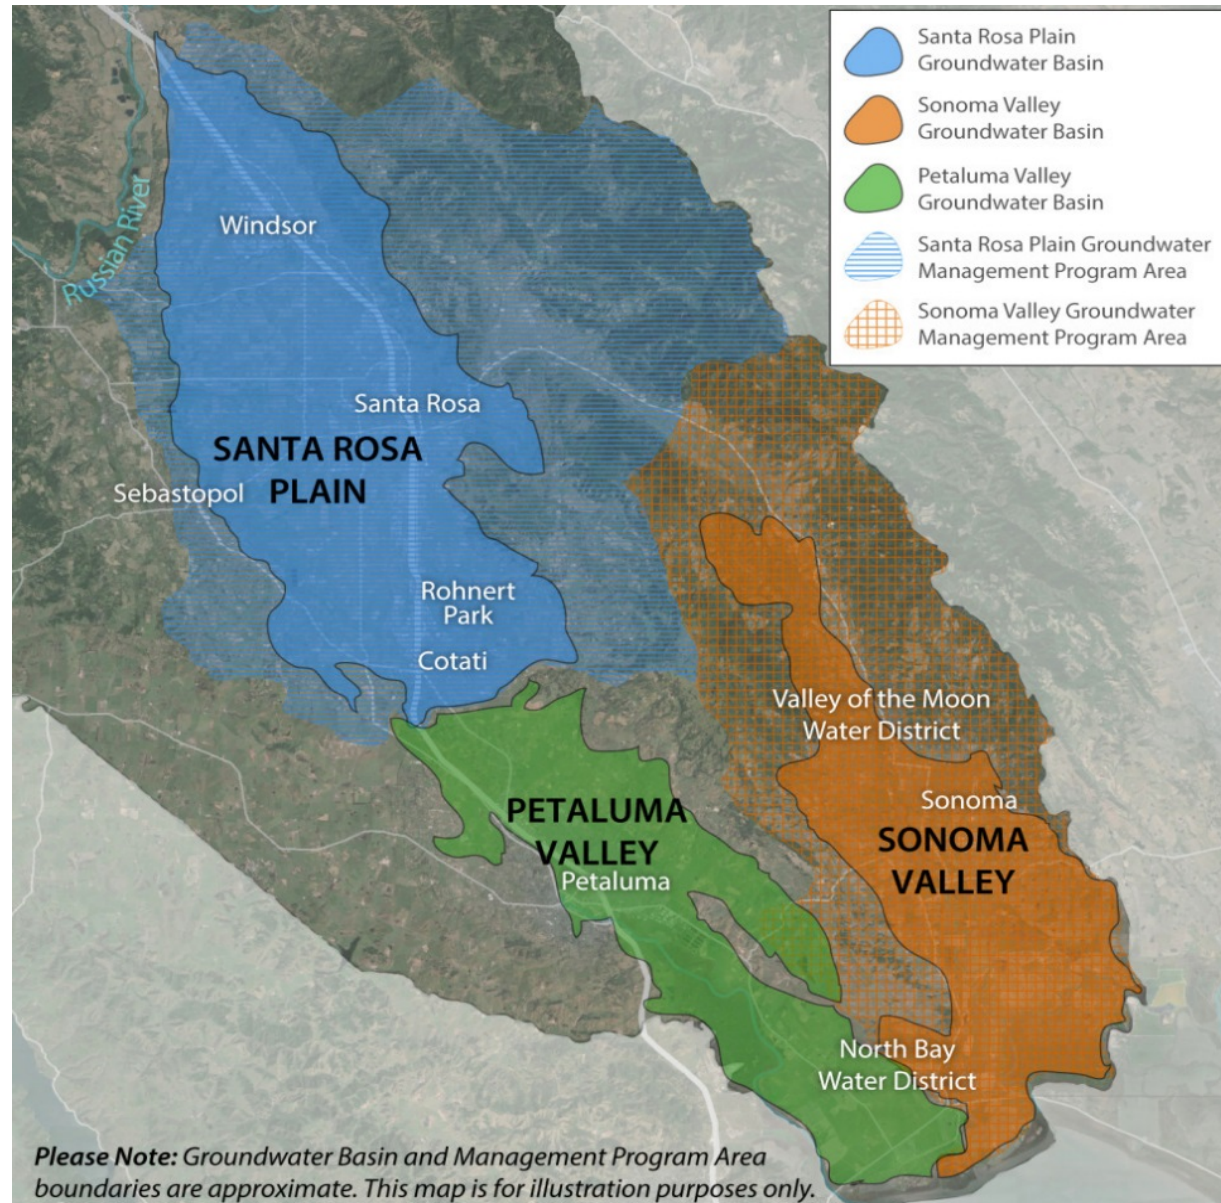 Santa Rosa Plain
Groundwater Basin
Sonoma Valley
Groundwater Basin
Petaluma Valley
Groundwater Basin
Santa Rosa Plain Groundwater
Management Program Area
Sonoma Valley Groundwater
Management Program Area
Russian River
Windsor
Santa Rosa
SANTA ROSA
PLAIN
Sebastopol
Rohnert
Park
Cotati
Valley of the Moon
Water District
Sonoma
SONOMA
VALLEY
PETALUMA
VALLEY
Petaluma
North Bay
Water District
Please Note: Groundwater Basin and Management Program Area
boundaries are approximate. This map is for illustration purposes only.